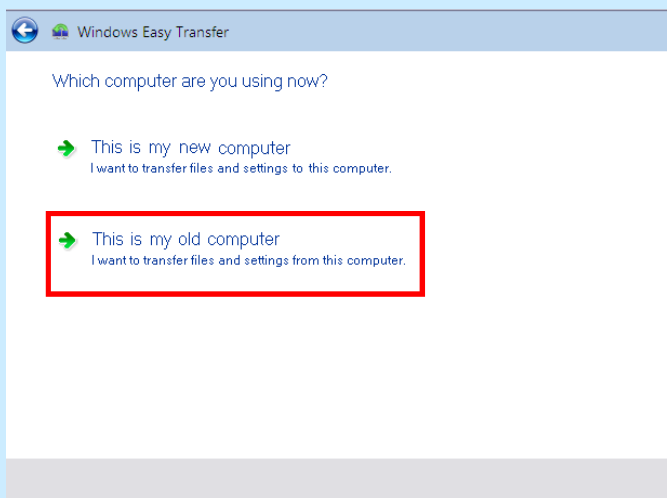 Windows Easy Transfer
Which computer are you using now?
This is my new computer
I want to transfer files and settings to this computer.
This is my old computer
I want to transfer files and settings from this computer.